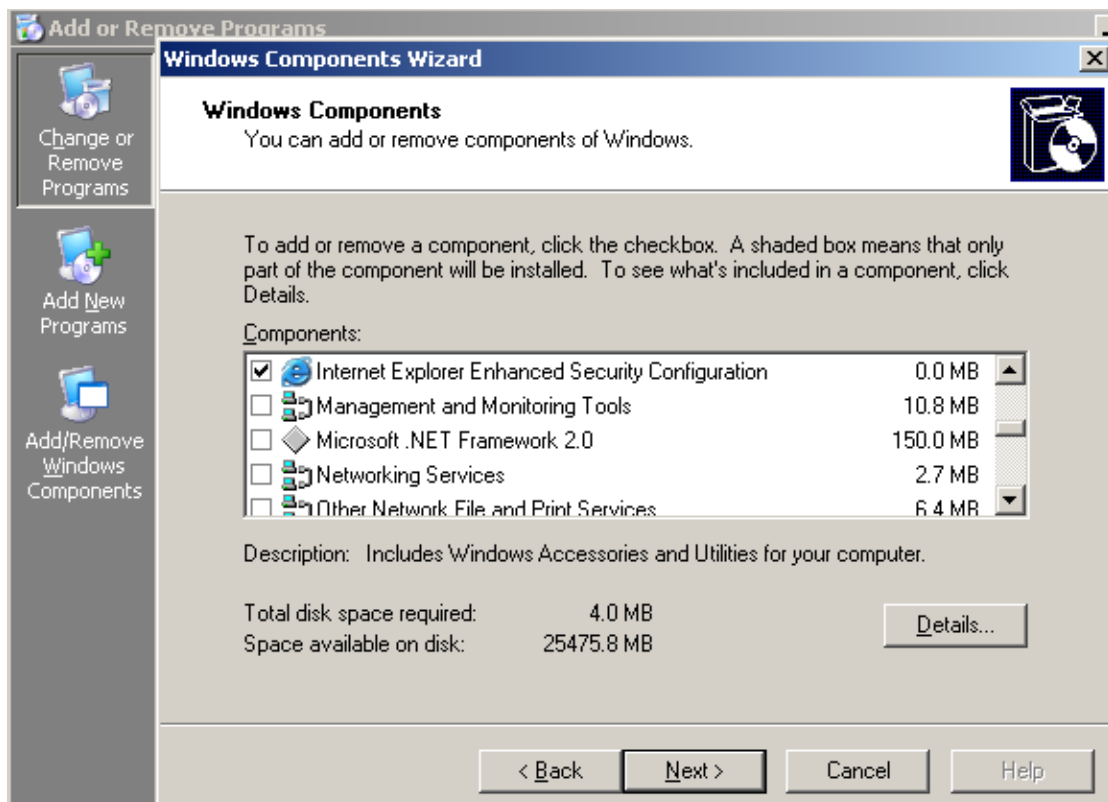 Add or Remove Programs
Windows Components Wizard
Windows Components
You can add or remove components of Windows.
Change or
Remove
Programs
Add New
Programs
Add/Remove
Windows
Components
To add or remove a component, click the checkbox. A shaded box means that only
part of the component will be installed. To see what's included in a component, click
Details.
Components:
Internet Explorer Enhanced Security Configuration 0.0 MB
Management and Monitoring Tools 10.8 MB
Microsoft .NET Framework 2.0 150.0 MB
Networking Services 2.7 MB
Other Network File and Print Services 6.4 MB
Description: Includes Windows Accessories and Utilities for your computer.
Total disk space required: 4.0 MB
Space available on disk: 25475.8 MB
Details...
< Back
Next >
Cancel
Help